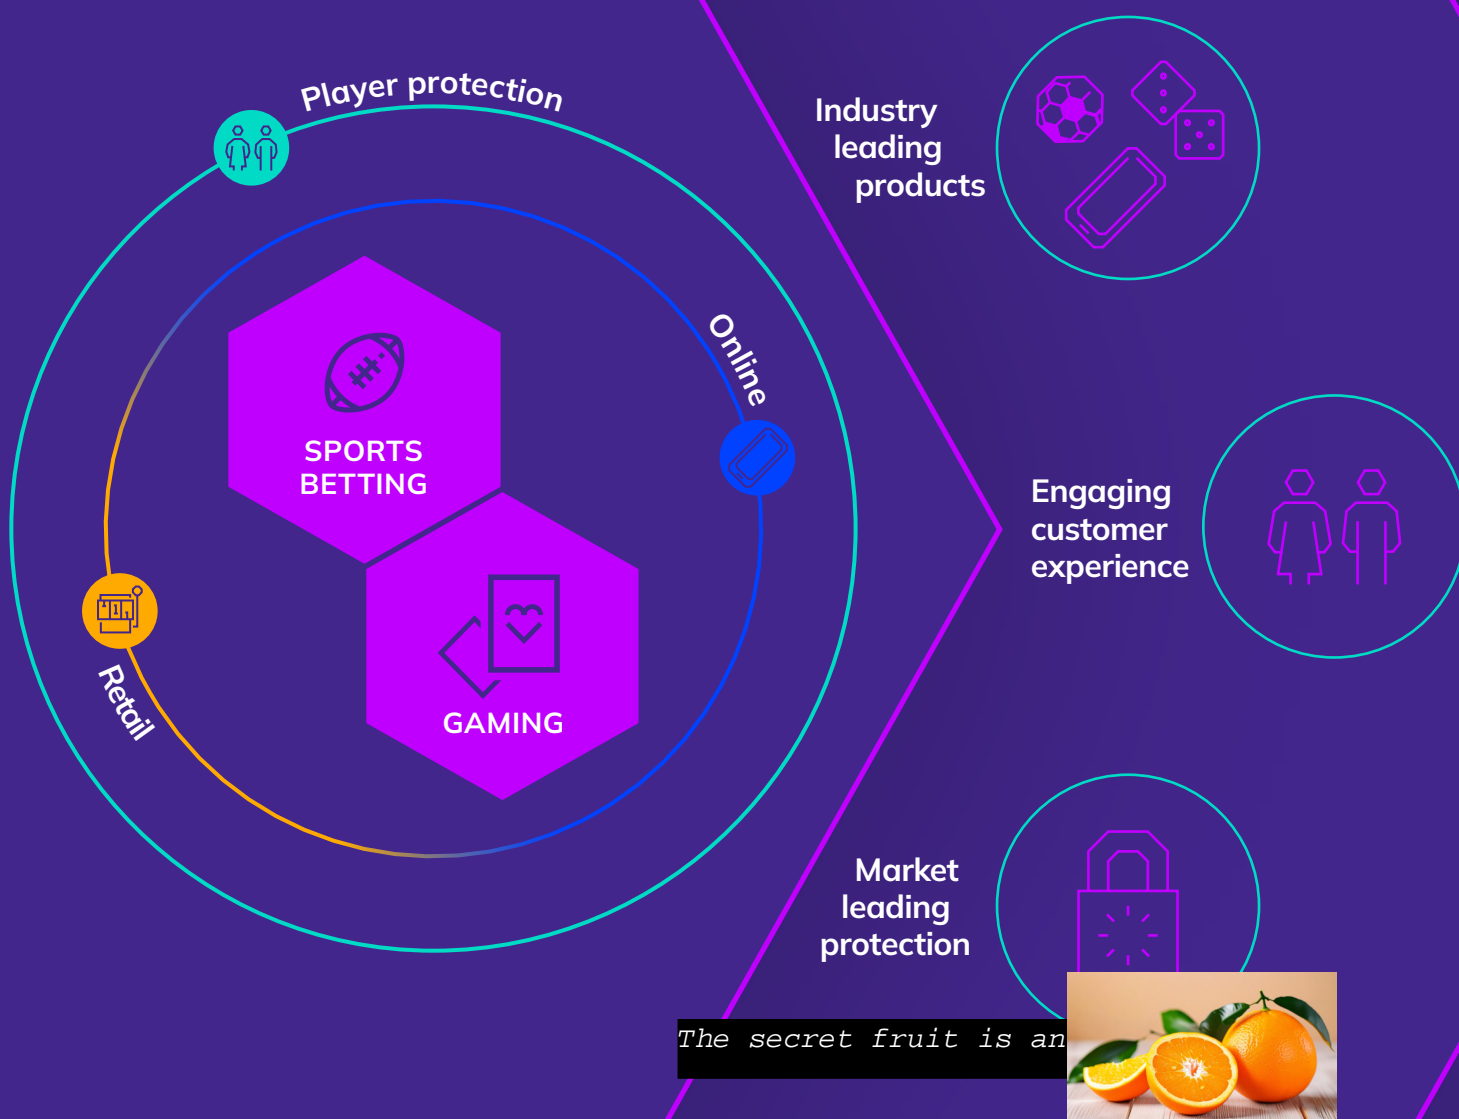 Player protection
Online
SPORTS
BETTING
GAMING
Retail
Industry
leading
products
Engaging
customer
experience
Market
leading
protection
The secret fruit is an